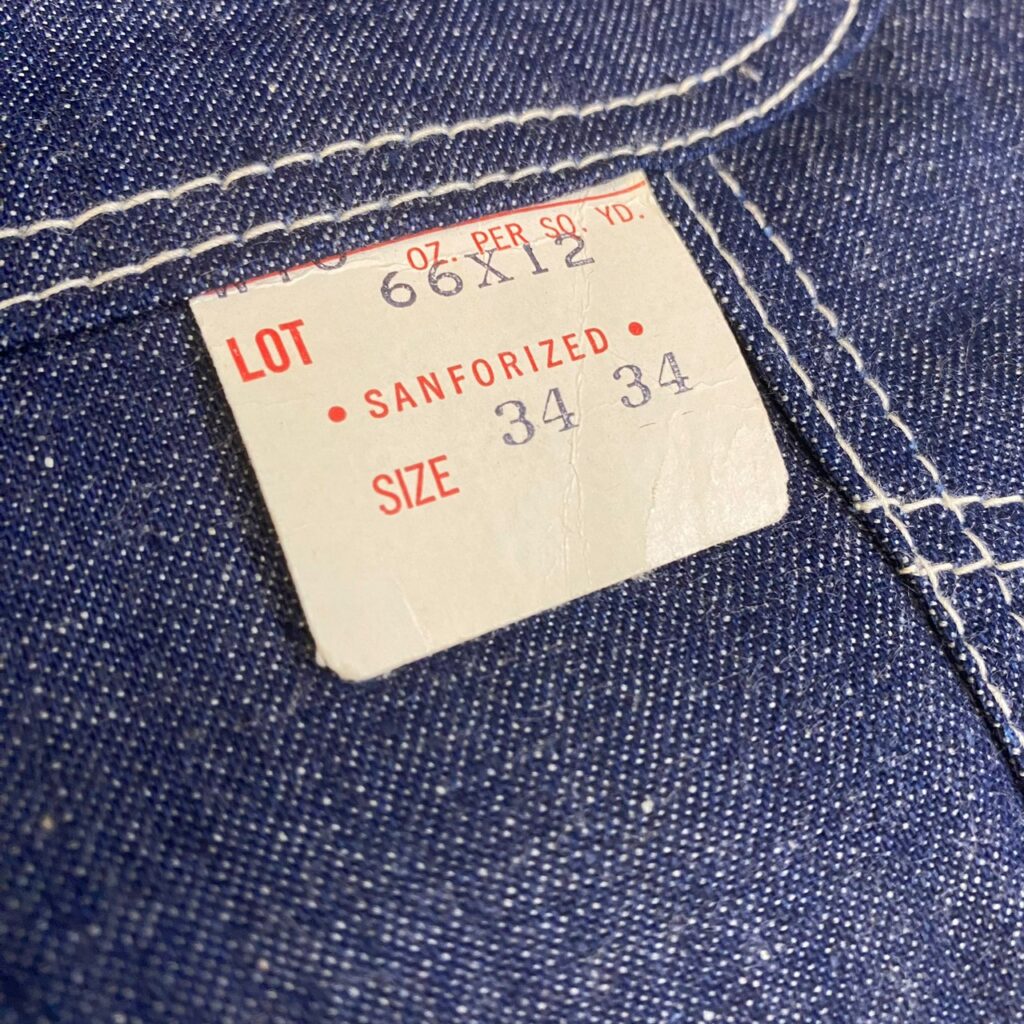 OZ. PER SQ. YD.
66X12
LOT
• SANFORIZED •
34 34
SIZE